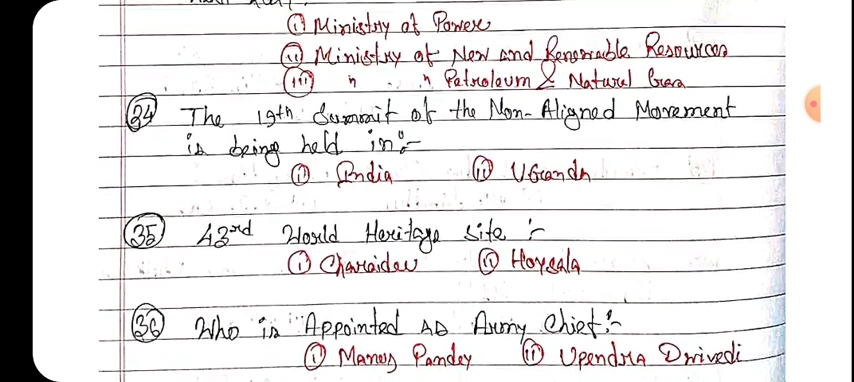 (i) Ministry of Power
(ii) Ministry of New and Renewable Resources
(iii) " " Petroleum & Natural Gas
(34) The 19th Summit of the Non-Aligned Movement
is being held in:-
(i) India (ii) Uganda
(35) 43rd World Heritage Site :-
(i) Charaideu (ii) Hoysala
(36) Who is Appointed as Army Chief:-
(i) Manoj Pandey (ii) Upendra Dwivedi